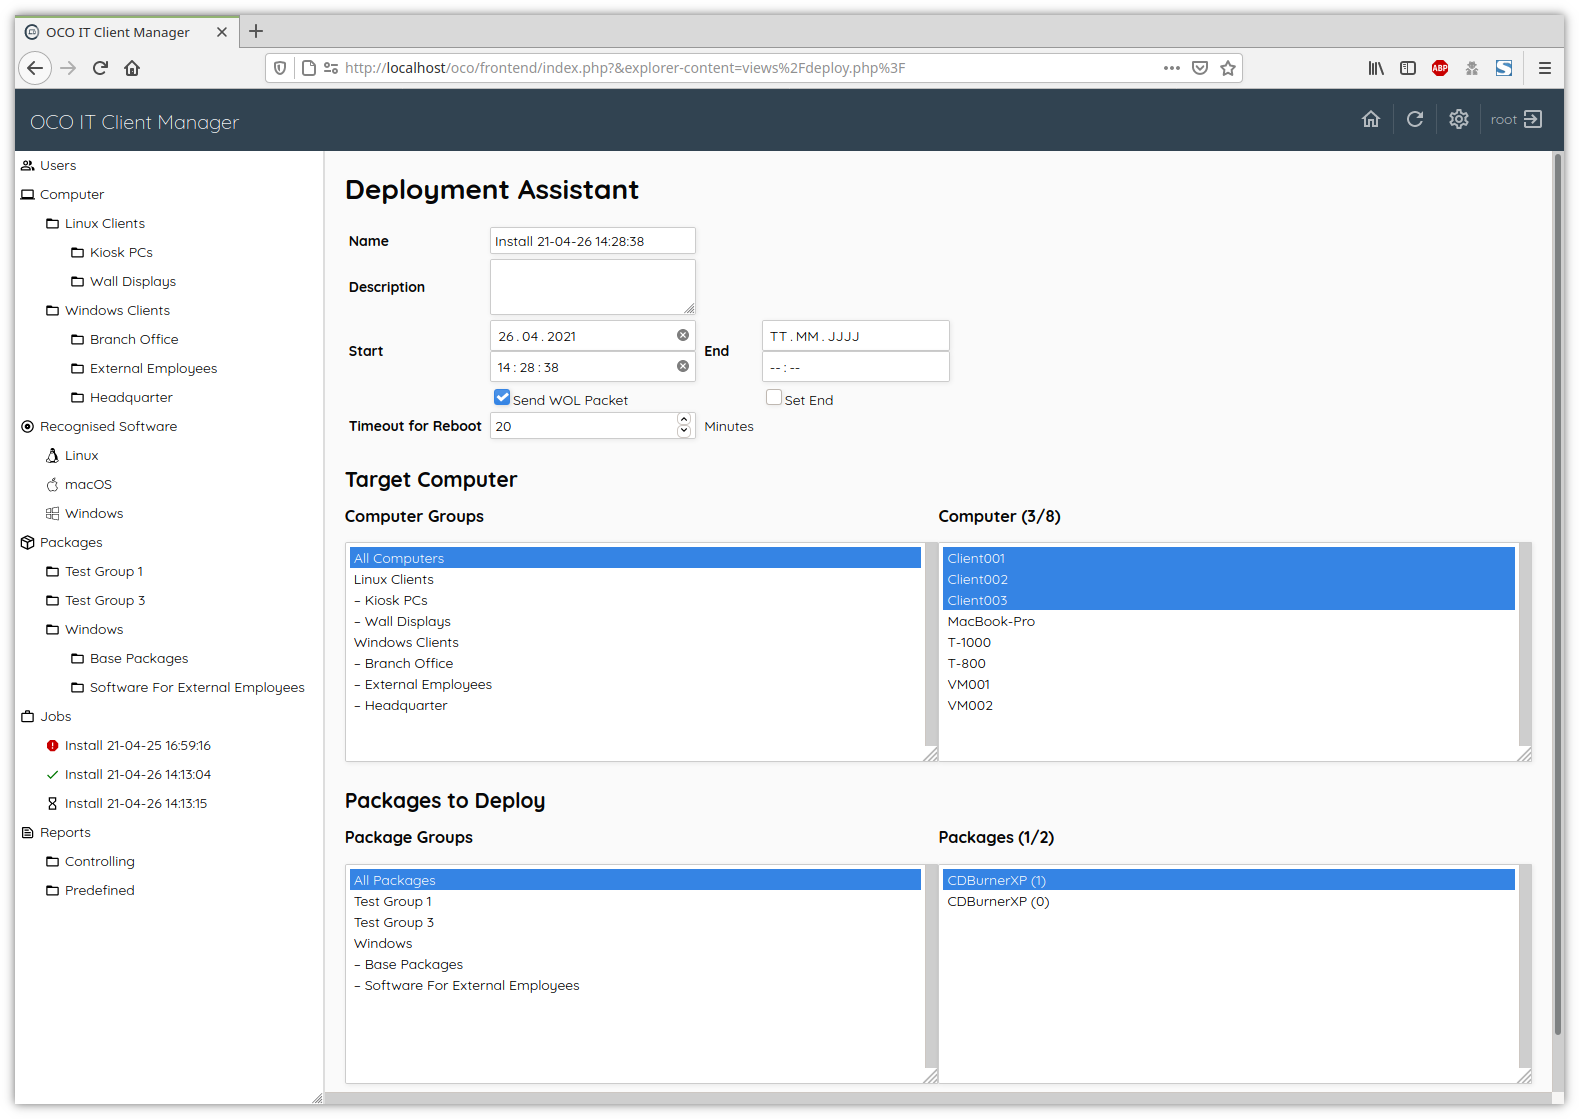 OCO IT Client Manager
http://localhost/oco/frontend/index.php?&explorer-content=views%2Fdeploy.php%3F
ABP
S
OCO IT Client Manager
root
Users
Computer
Linux Clients
Kiosk PCs
Wall Displays
Windows Clients
Branch Office
External Employees
Headquarter
Recognised Software
Linux
macOS
Windows
Packages
Test Group 1
Test Group 3
Windows
Base Packages
Software For External Employees
Jobs
Install 21-04-25 16:59:16
Install 21-04-26 14:13:04
Install 21-04-26 14:13:15
Reports
Controlling
Predefined
Deployment Assistant
Name Install 21-04-26 14:28:38
Description
Start 26.04.2021 14:28:38 End TT.MM.JJJJ --:--
Send WOL Packet Set End
Timeout for Reboot 20 Minutes
Target Computer
Computer Groups
All Computers
Linux Clients
– Kiosk PCs
– Wall Displays
Windows Clients
– Branch Office
– External Employees
– Headquarter
Computer (3/8)
Client001
Client002
Client003
MacBook-Pro
T-1000
T-800
VM001
VM002
Packages to Deploy
Package Groups
All Packages
Test Group 1
Test Group 3
Windows
– Base Packages
– Software For External Employees
Packages (1/2)
CDBurnerXP (1)
CDBurnerXP (0)